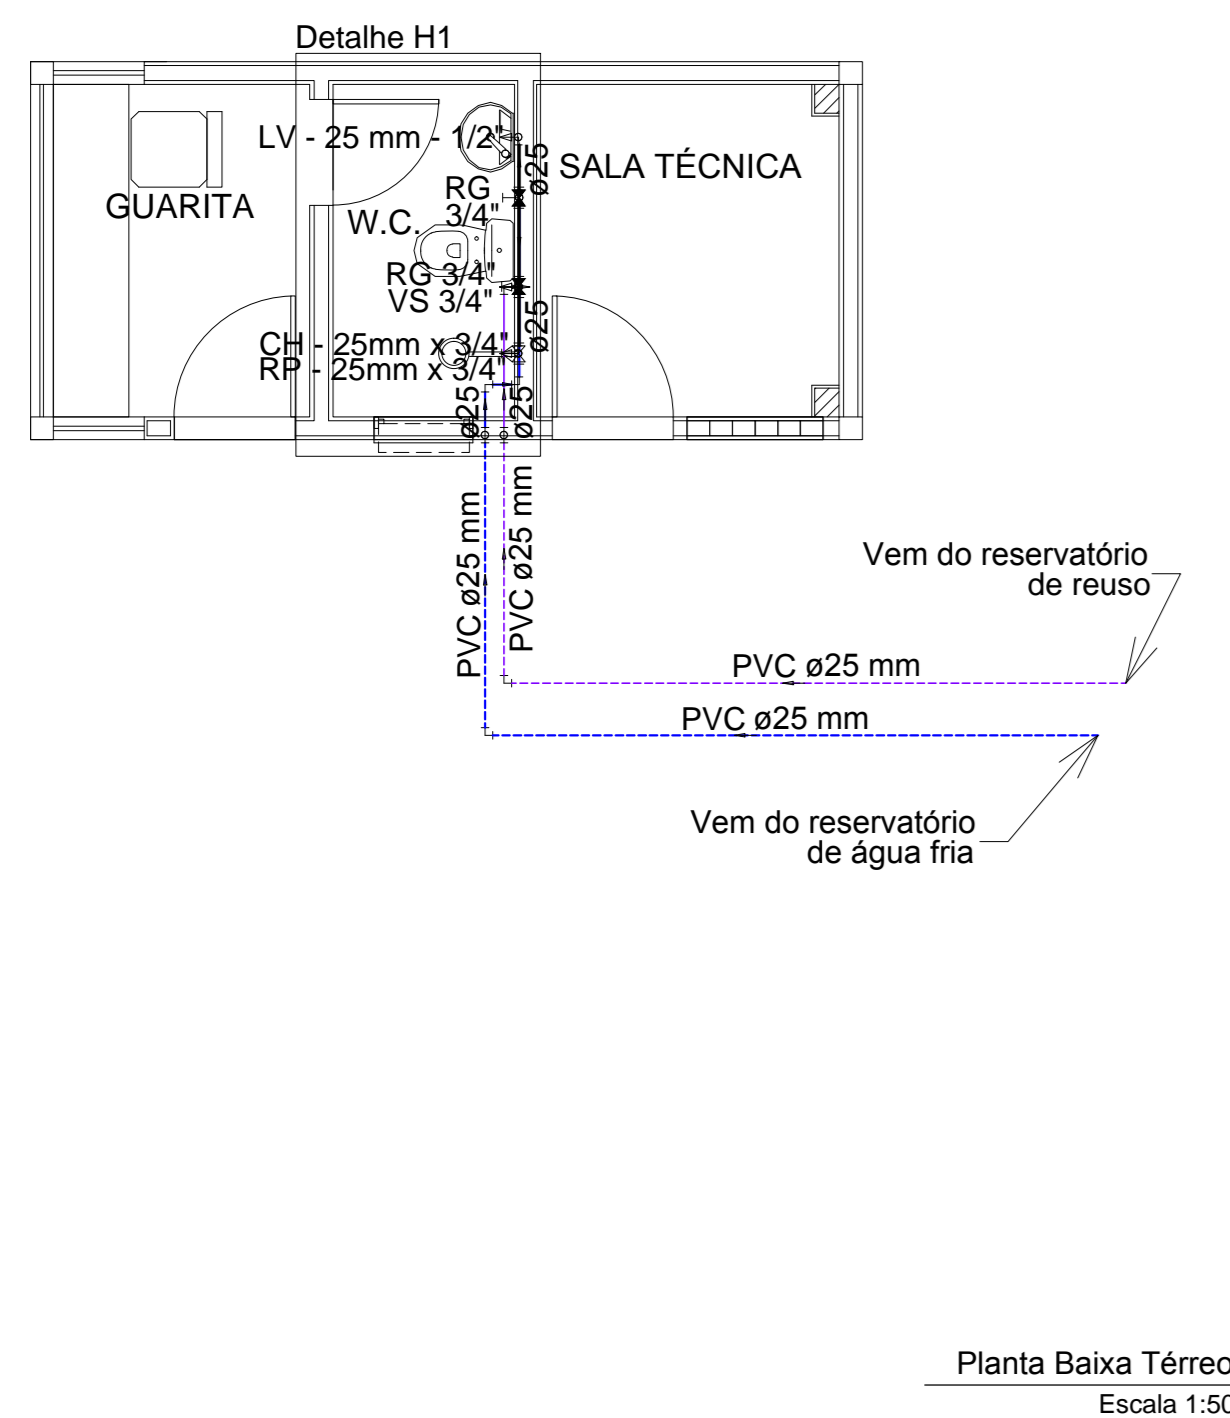 Detalhe H1
LV - 25 mm - 1/2"
ø25
SALA TÉCNICA
RG
3/4"
GUARITA
W.C.
RG 3/4"
VS 3/4"
ø25
CH - 25mm x 3/4"
RP - 25mm x 3/4"
ø25
ø25
PVC ø25 mm
PVC ø25 mm
Vem do reservatório
de reuso
PVC ø25 mm
PVC ø25 mm
Vem do reservatório
de água fria
Planta Baixa Térreo
Escala 1:50